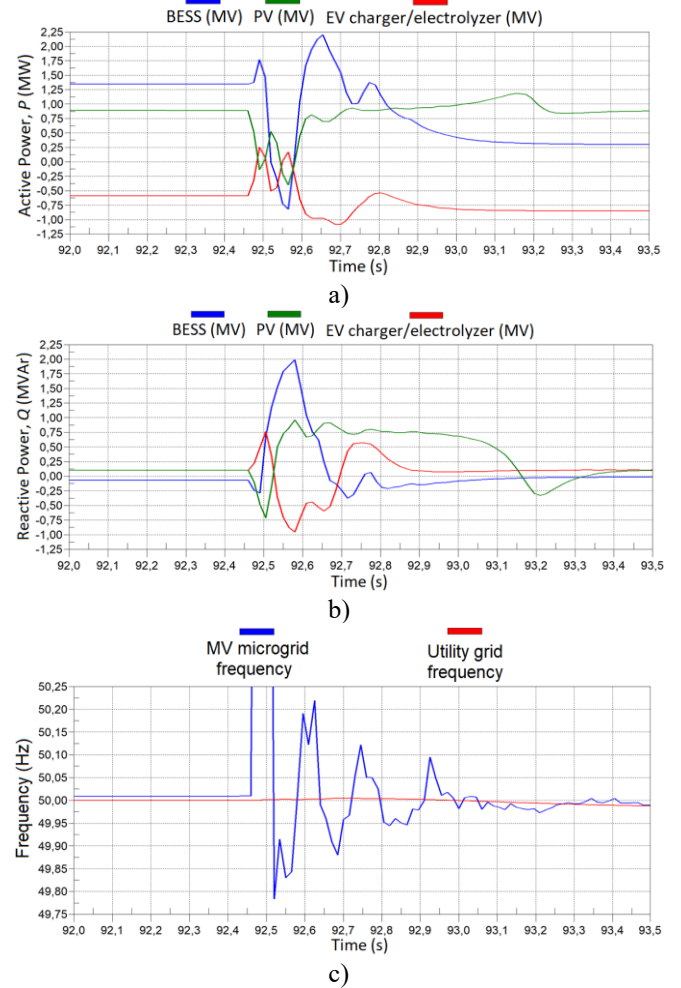 BESS (MV) PV (MV) EV charger/electrolyzer (MV)
Active Power, P (MW)
2,25
2,00
1,75
1,50
1,25
1,00
0,75
0,50
0,25
0,00
-0,25
-0,50
-0,75
-1,00
-1,25
92,0 92,1 92,2 92,3 92,4 92,5 92,6 92,7 92,8 92,9 93,0 93,1 93,2 93,3 93,4 93,5
Time (s)
a)
BESS (MV) PV (MV) EV charger/electrolyzer (MV)
Reactive Power, Q (MVAr)
2,25
2,00
1,75
1,50
1,25
1,00
0,75
0,50
0,25
0,00
-0,25
-0,50
-0,75
-1,00
-1,25
92,0 92,1 92,2 92,3 92,4 92,5 92,6 92,7 92,8 92,9 93,0 93,1 93,2 93,3 93,4 93,5
Time (s)
b)
MV microgrid Utility grid
frequency frequency
Frequency (Hz)
50,25
50,20
50,15
50,10
50,05
50,00
49,95
49,90
49,85
49,80
49,75
92,0 92,1 92,2 92,3 92,4 92,5 92,6 92,7 92,8 92,9 93,0 93,1 93,2 93,3 93,4 93,5
Time (s)
c)